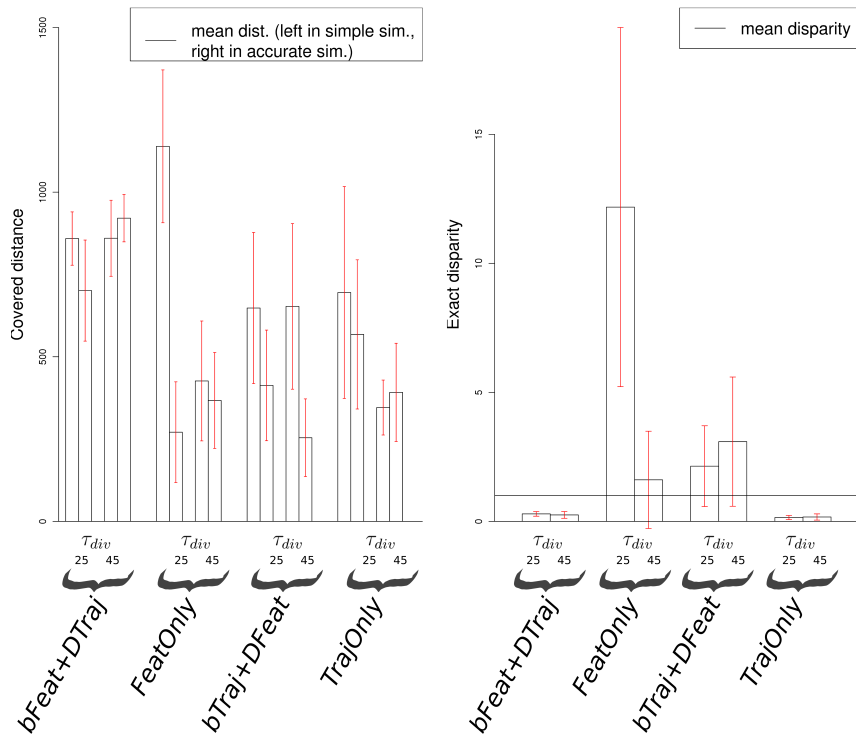 mean dist. (left in simple sim.,
right in accurate sim.)
Covered distance
1500
1000
500
0
τdiv τdiv τdiv τdiv
25 45 25 45 25 45 25 45
bFeat+DTraj
FeatOnly
bTraj+DFeat
TrajOnly
mean disparity
Exact disparity
15
10
5
0
τdiv τdiv τdiv τdiv
25 45 25 45 25 45 25 45
bFeat+DTraj
FeatOnly
bTraj+DFeat
TrajOnly